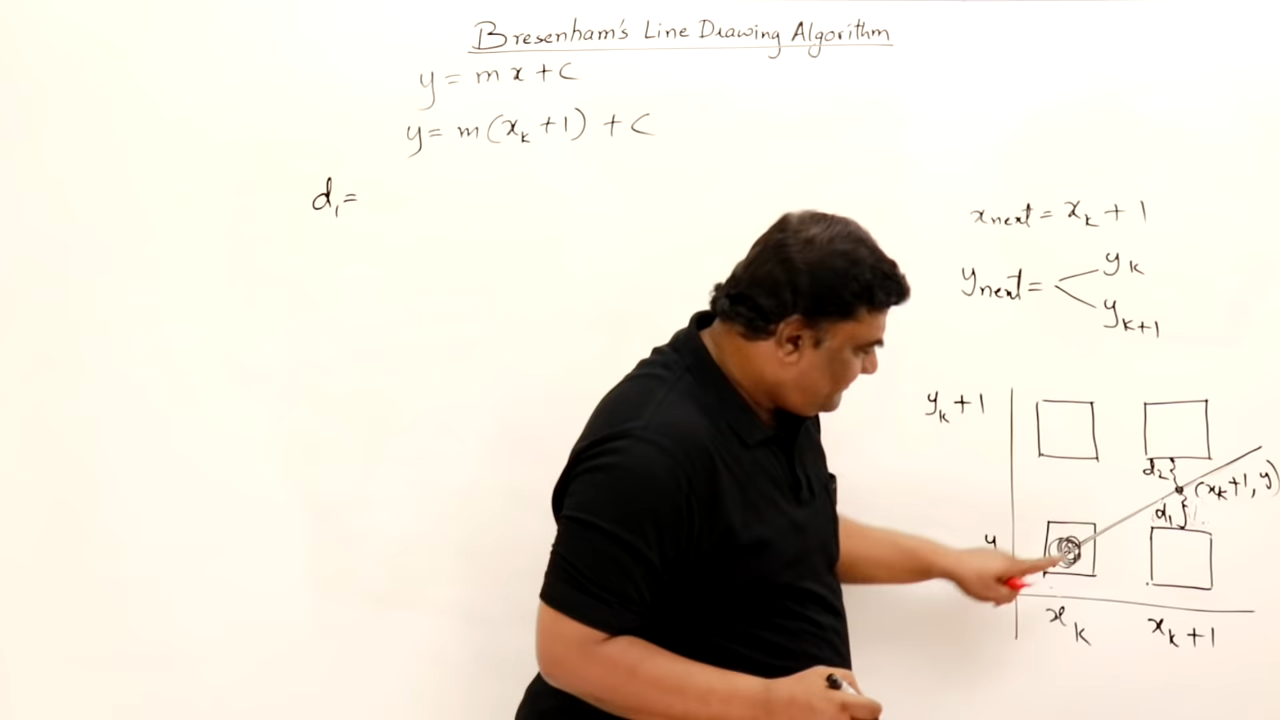 Bresenham's Line Drawing Algorithm
y = mx + C
y = m(xₖ + 1) + C
d₁ =
xnext = xₖ + 1
ynext =
yₖ
yₖ₊₁
yₖ + 1
d₂
(xₖ+1, y)
d₁
y
xₖ
xₖ + 1